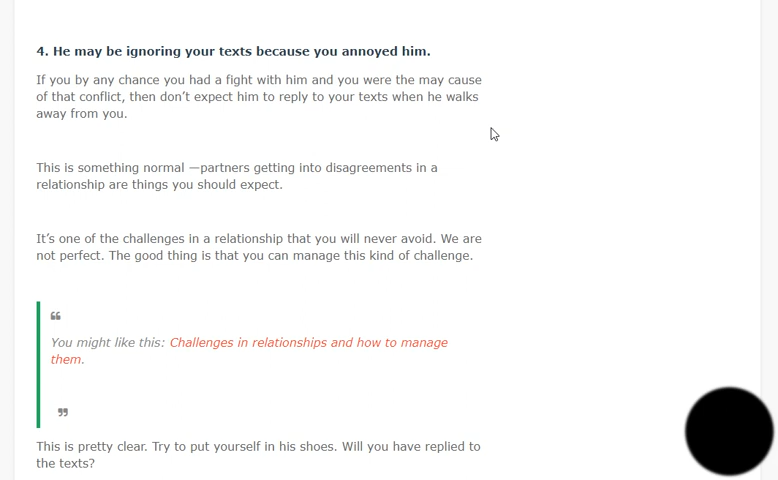 4. He may be ignoring your texts because you annoyed him.
If you by any chance you had a fight with him and you were the may cause
of that conflict, then don’t expect him to reply to your texts when he walks
away from you.
This is something normal —partners getting into disagreements in a
relationship are things you should expect.
It’s one of the challenges in a relationship that you will never avoid. We are
not perfect. The good thing is that you can manage this kind of challenge.
“
You might like this: Challenges in relationships and how to manage
them.
”
This is pretty clear. Try to put yourself in his shoes. Will you have replied to
the texts?